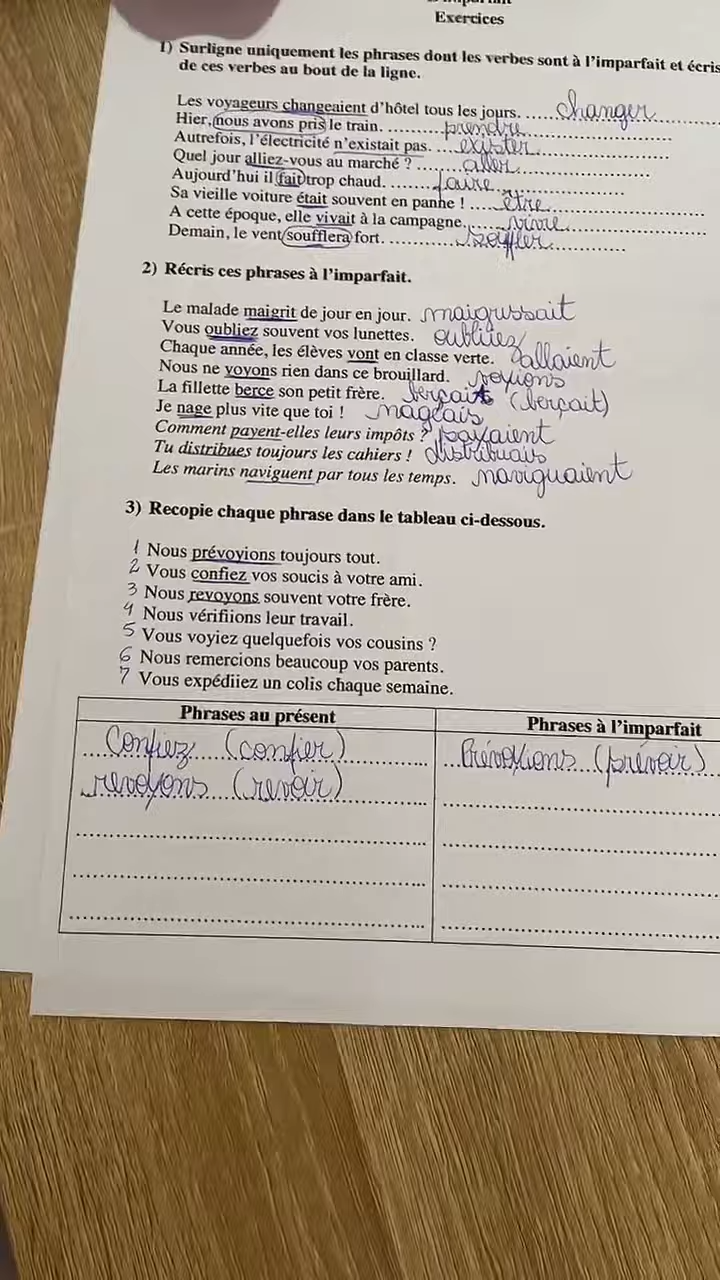 Exercices
1) Surligne uniquement les phrases dont les verbes sont à l'imparfait et écris
de ces verbes au bout de la ligne.
Les voyageurs changeaient d'hôtel tous les jours. changer
Hier, nous avons pris le train. prendre
Autrefois, l'électricité n'existait pas. exister
Quel jour alliez-vous au marché ? aller
Aujourd'hui il fait trop chaud. faire
Sa vieille voiture était souvent en panne ! être
A cette époque, elle vivait à la campagne. vivre
Demain, le vent soufflera fort.
2) Récris ces phrases à l'imparfait.
Le malade maigrit de jour en jour. maigrissait
Vous oubliez souvent vos lunettes. oubliiez
Chaque année, les élèves vont en classe verte. allaient
Nous ne voyons rien dans ce brouillard. voyions
La fillette berce son petit frère. berçait (berçait)
Je nage plus vite que toi ! nageais
Comment payent-elles leurs impôts ? payaient
Tu distribues toujours les cahiers ! distribuais
Les marins naviguent par tous les temps. naviguaient
3) Recopie chaque phrase dans le tableau ci-dessous.
1 Nous prévoyions toujours tout.
2 Vous confiez vos soucis à votre ami.
3 Nous revoyons souvent votre frère.
4 Nous vérifiions leur travail.
5 Vous voyiez quelquefois vos cousins ?
6 Nous remercions beaucoup vos parents.
7 Vous expédiiez un colis chaque semaine.
Phrases au présent Phrases à l'imparfait
Confiez (confier) Prévoyions (prévoir)
revoyons (revoir)